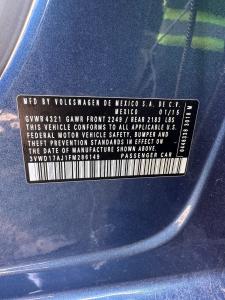 MFD BY VOLKSWAGEN DE MEXICO S.A. DE C.V.
MEXICO 01/15
GVWR 4321 GAWR FRONT 2249 / REAR 2183 LBS
THIS VEHICLE CONFORMS TO ALL APPLICABLE
FEDERAL MOTOR VEHICLE SAFETY, BUMPER AND
THEFT PREVENTION STANDARDS IN EFFECT ON
THE DATE OF MANUFACTURE SHOWN ABOVE
3VWD17AJ1FM286149
PASSENGER CAR